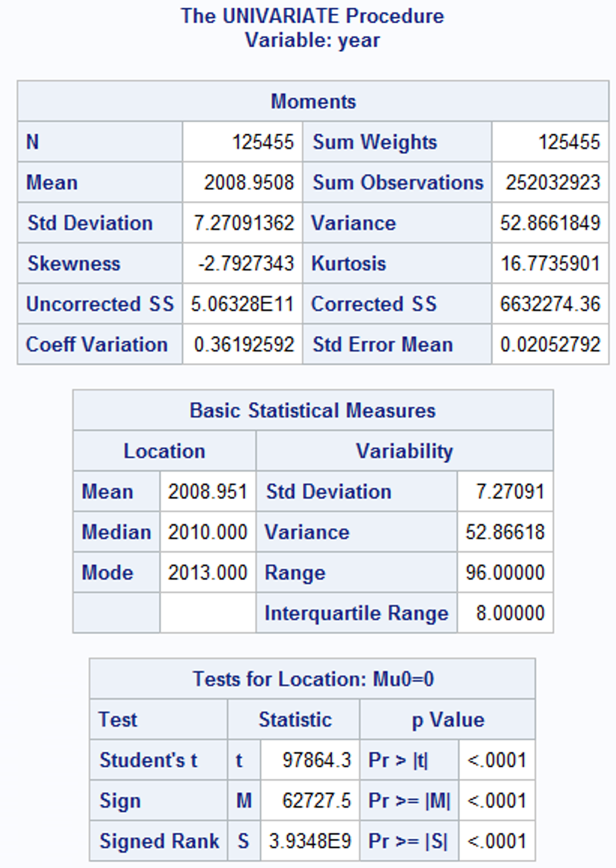 The UNIVARIATE Procedure
Variable: year
Moments
N 125455 Sum Weights 125455
Mean 2008.9508 Sum Observations 252032923
Std Deviation 7.27091362 Variance 52.8661849
Skewness -2.7927343 Kurtosis 16.7735901
Uncorrected SS 5.06328E11 Corrected SS 6632274.36
Coeff Variation 0.36192592 Std Error Mean 0.02052792
Basic Statistical Measures
Location Variability
Mean 2008.951 Std Deviation 7.27091
Median 2010.000 Variance 52.86618
Mode 2013.000 Range 96.00000
Interquartile Range 8.00000
Tests for Location: Mu0=0
Test Statistic p Value
Student's t t 97864.3 Pr > |t| <.0001
Sign M 62727.5 Pr >= |M| <.0001
Signed Rank S 3.9348E9 Pr >= |S| <.0001